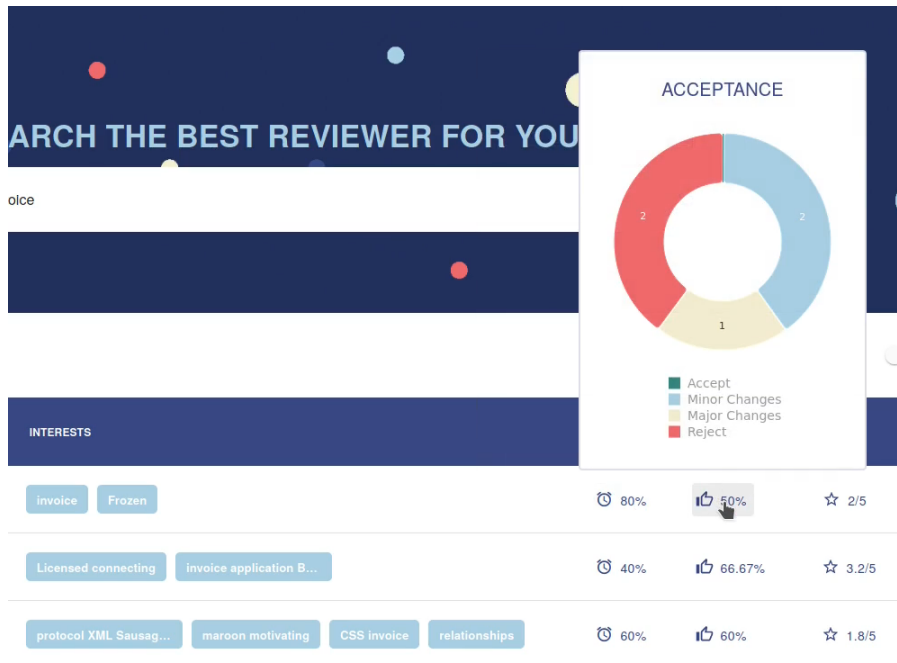 ARCH THE BEST REVIEWER FOR YOU
oice
ACCEPTANCE
2
2
1
Accept
Minor Changes
Major Changes
Reject
INTERESTS
invoice Frozen 80% 50% 2/5
Licensed connecting invoice application B... 40% 66.67% 3.2/5
protocol XML Sausag... maroon motivating CSS invoice relationships 60% 60% 1.8/5